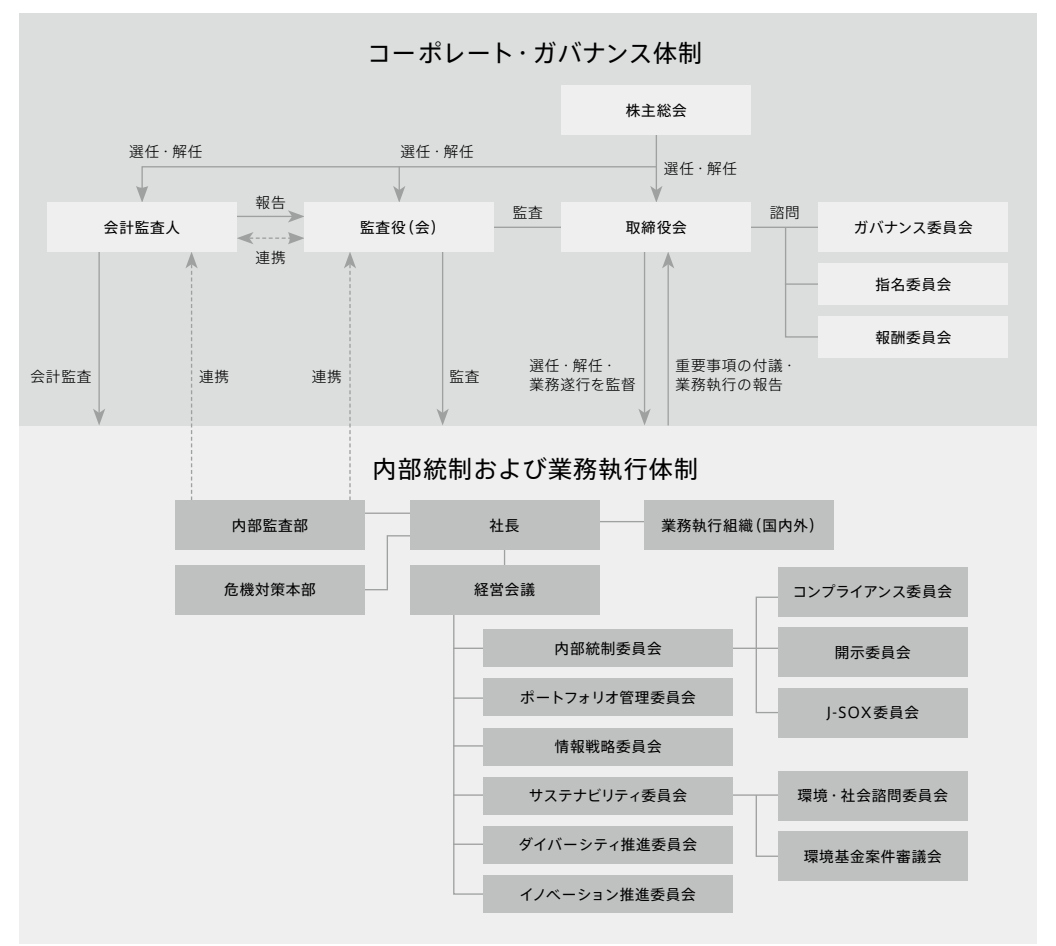 コーポレート・ガバナンス体制
株主総会
選任・解任
選任・解任
選任・解任
会計監査人
報告
連携
監査役(会)
監査
取締役会
諮問
ガバナンス委員会
指名委員会
報酬委員会
会計監査
連携
連携
監査
選任・解任・
業務遂行を監督
重要事項の付議・
業務執行の報告
内部統制および業務執行体制
内部監査部
社長
業務執行組織(国内外)
危機対策本部
経営会議
コンプライアンス委員会
内部統制委員会
開示委員会
ポートフォリオ管理委員会
J-SOX委員会
情報戦略委員会
サステナビリティ委員会
環境・社会諮問委員会
ダイバーシティ推進委員会
環境基金案件審議会
イノベーション推進委員会